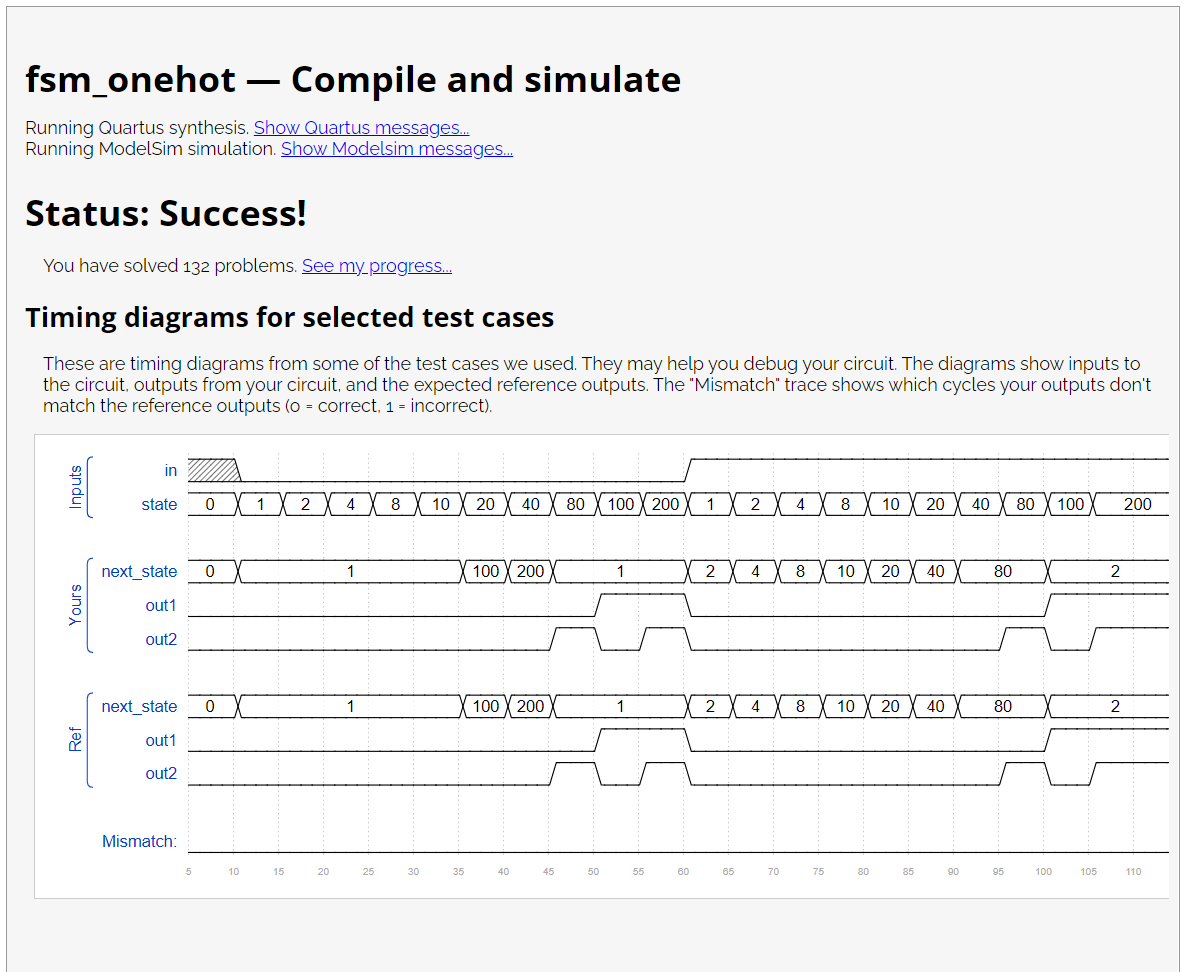 fsm_onehot — Compile and simulate
Running Quartus synthesis. Show Quartus messages...
Running ModelSim simulation. Show Modelsim messages...
Status: Success!
You have solved 132 problems. See my progress...
Timing diagrams for selected test cases
These are timing diagrams from some of the test cases we used. They may help you debug your circuit. The diagrams show inputs to
the circuit, outputs from your circuit, and the expected reference outputs. The "Mismatch" trace shows which cycles your outputs don't
match the reference outputs (0 = correct, 1 = incorrect).
Inputs
in
state 0 1 2 4 8 10 20 40 80 100 200 1 2 4 8 10 20 40 80 100 200
Yours
next_state 0 1 100 200 1 2 4 8 10 20 40 80 2
out1
out2
Ref
next_state 0 1 100 200 1 2 4 8 10 20 40 80 2
out1
out2
Mismatch:
5 10 15 20 25 30 35 40 45 50 55 60 65 70 75 80 85 90 95 100 105 110